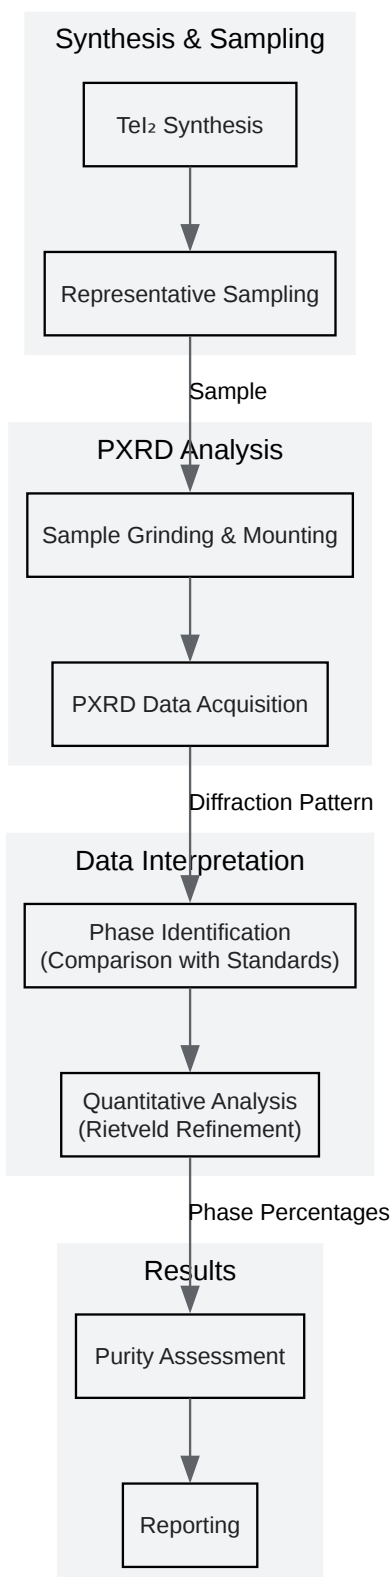 Synthesis & Sampling
TeI₂ Synthesis
Representative Sampling
Sample
PXRD Analysis
Sample Grinding & Mounting
PXRD Data Acquisition
Diffraction Pattern
Data Interpretation
Phase Identification
(Comparison with Standards)
Quantitative Analysis
(Rietveld Refinement)
Phase Percentages
Results
Purity Assessment
Reporting